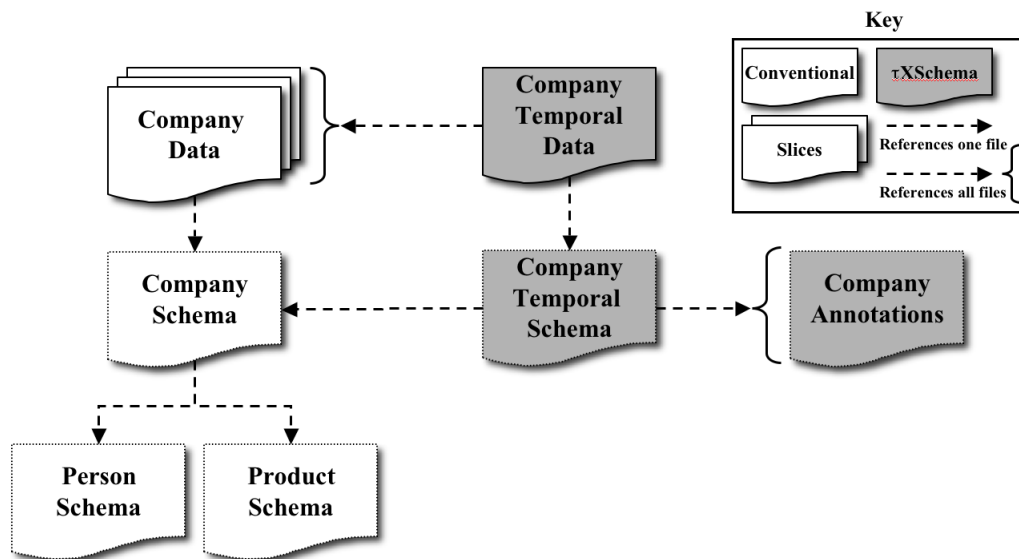 Key
Conventional
τXSchema
Slices
References one file
References all files
Company
Data
Company
Temporal
Data
Company
Schema
Company
Temporal
Schema
Company
Annotations
Person
Schema
Product
Schema